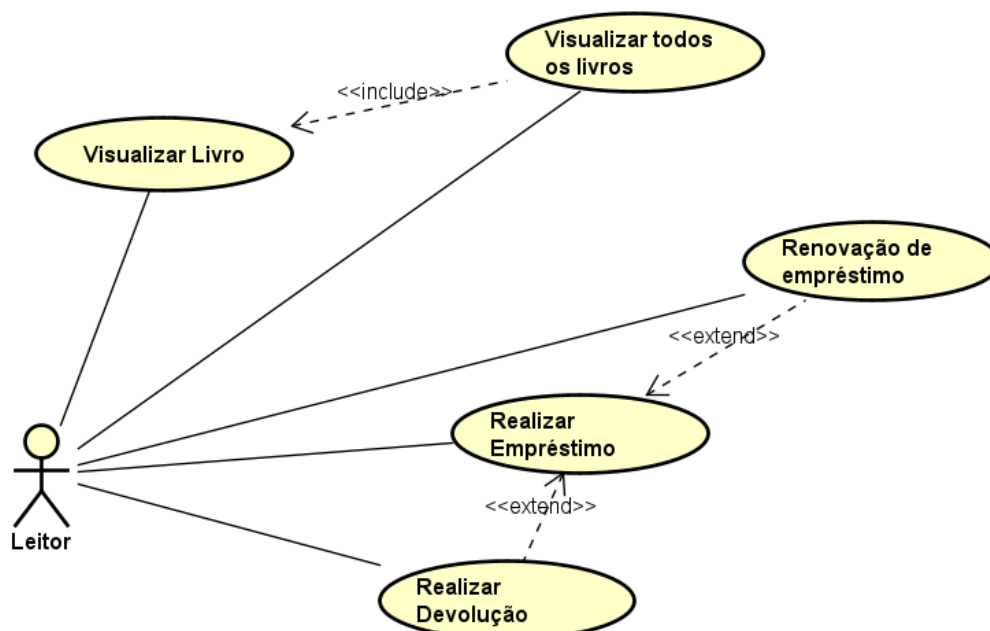 Visualizar todos
os livros
<<include>>
Visualizar Livro
Renovação de
empréstimo
<<extend>>
Realizar
Empréstimo
<<extend>>
Leitor
Realizar
Devolução